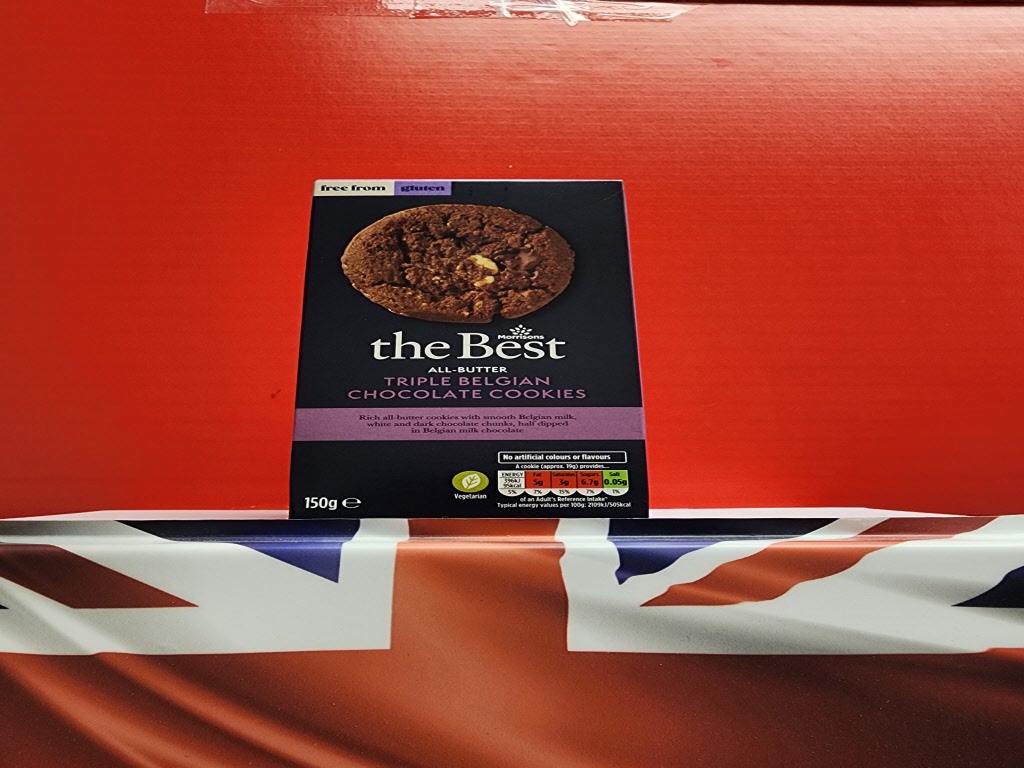 free from gluten
Morrisons
the Best
ALL-BUTTER
TRIPLE BELGIAN
CHOCOLATE COOKIES
Rich all-butter cookies with smooth Belgian milk,
white and dark chocolate chunks, half dipped
in Belgian milk chocolate
No artificial colours or flavours
A cookie (approx. 19g) provides...
ENERGY Fat Saturates Sugars Salt
396kJ 5g 3g 6.7g 0.05g
95kcal
5% 7% 15% 7% 1%
of an Adult's Reference Intake*
Typical energy values per 100g: 2109kJ/505kcal
Vegetarian
150g ℮